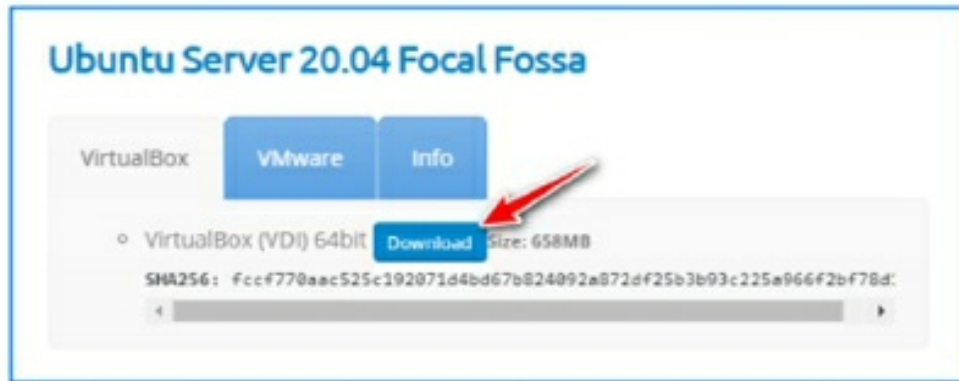 Ubuntu Server 20.04 Focal Fossa
VirtualBox VMware Info
VirtualBox (VDI) 64bit Download Size: 658MB
SHA256: fccf770aac525c192071d4bd67b824092a872df25b3b93c225a966f2bf78d